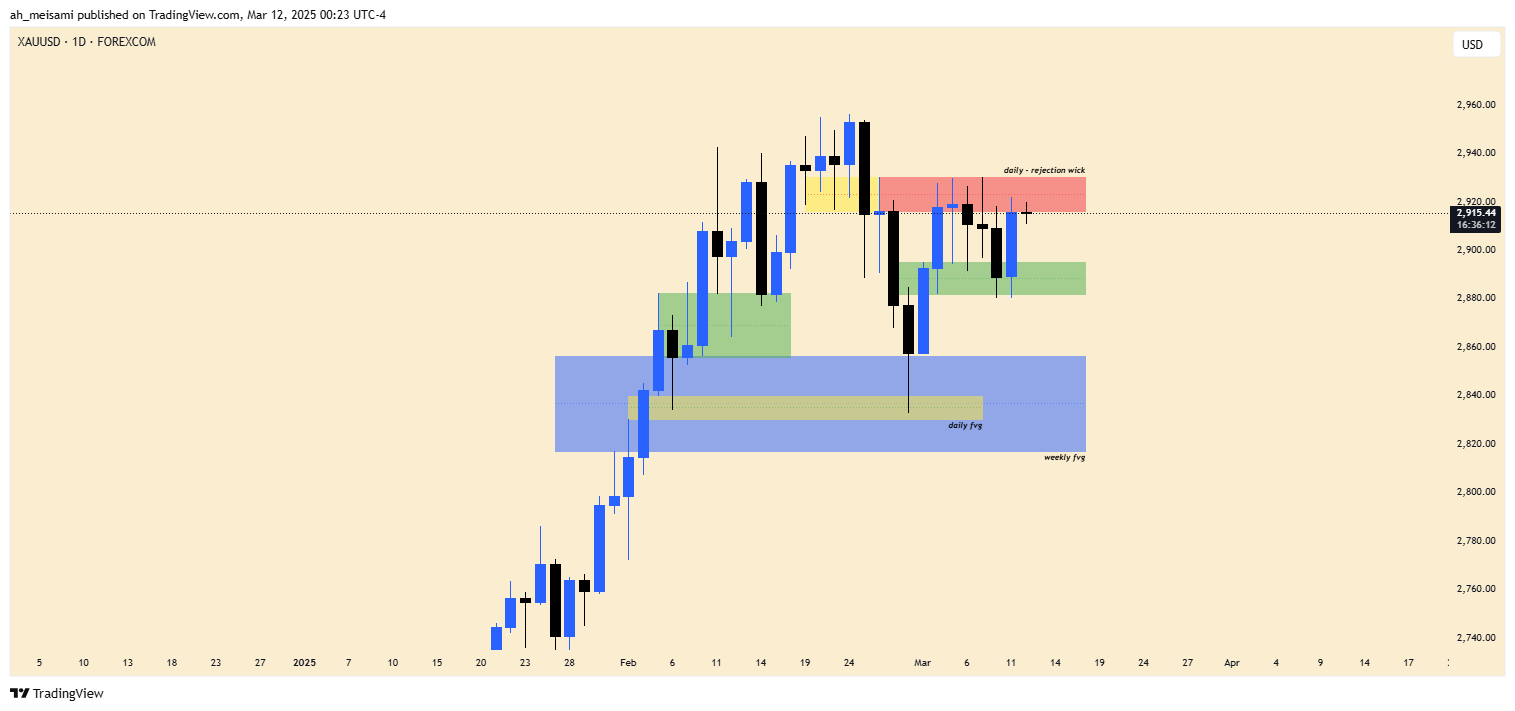 ah_meisami published on TradingView.com, Mar 12, 2025 00:23 UTC-4
XAUUSD · 1D · FOREXCOM
USD
2,960.00
2,940.00
daily - rejection wick
2,920.00
2,915.44
16:36:12
2,900.00
2,880.00
2,860.00
2,840.00
daily fvg
2,820.00
weekly fvg
2,800.00
2,780.00
2,760.00
2,740.00
5 10 13 18 23 27 2025 7 10 15 20 23 28 Feb 6 11 14 19 24 Mar 6 11 14 19 24 27 Apr 4 9 14 17
TradingView